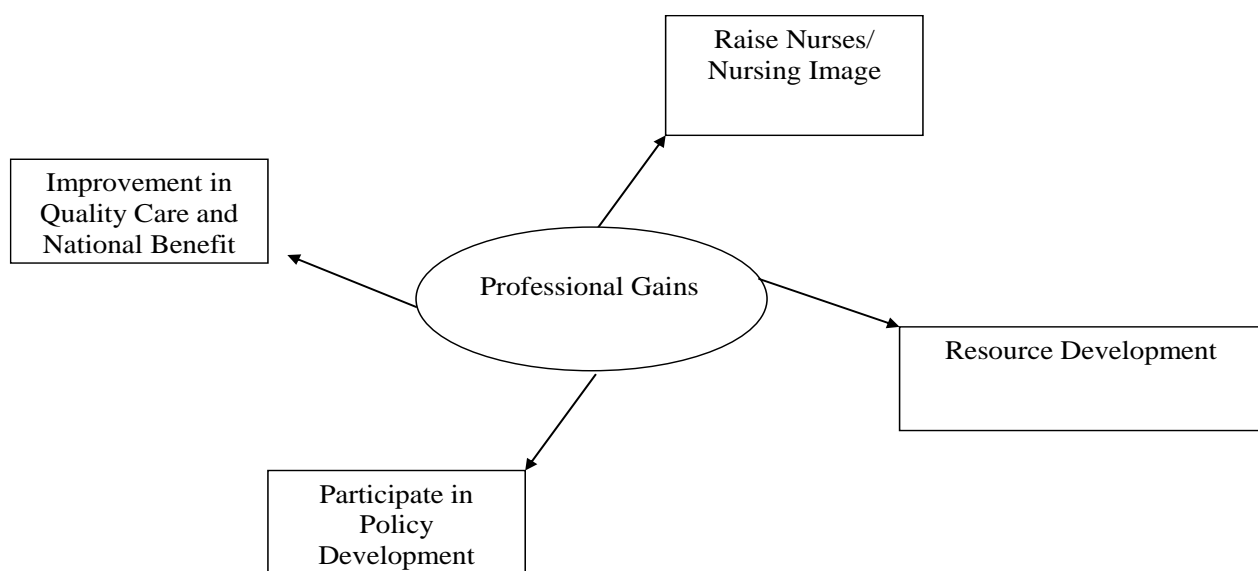 Raise Nurses/
Nursing Image
Improvement in
Quality Care and
National Benefit
Professional Gains
Resource Development
Participate in
Policy
Development